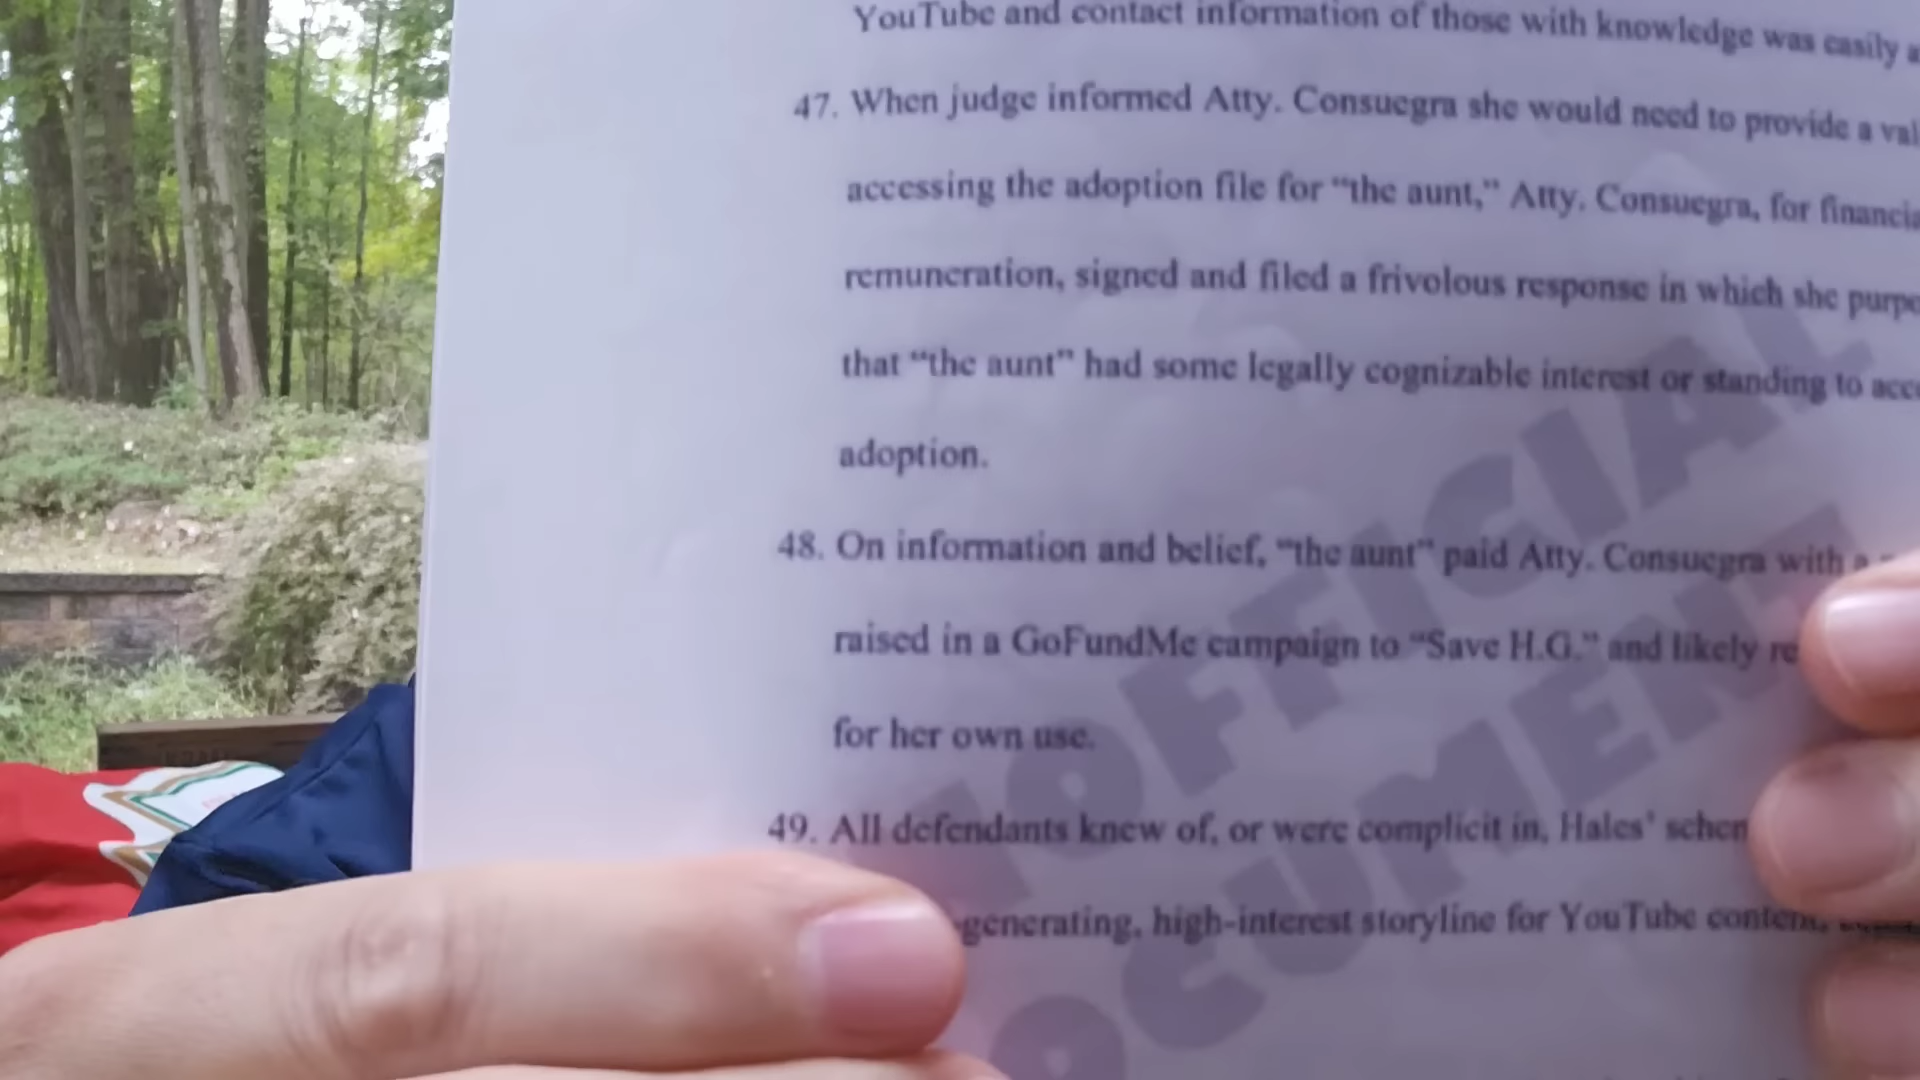 YouTube and contact information of those with knowledge was easily
47. When judge informed Atty. Consuegra she would need to provide a
accessing the adoption file for “the aunt,” Atty. Consuegra, for
remuneration, signed and filed a frivolous response in which she
that “the aunt” had some legally cognizable interest or standing to
adoption.
48. On information and belief, “the aunt” paid Atty. Consuegra with
raised in a GoFundMe campaign to “Save H.G.” and likely
for her own use.
49. All defendants knew of, or were complicit in, Hales’
-generating, high-interest storyline for YouTube content,